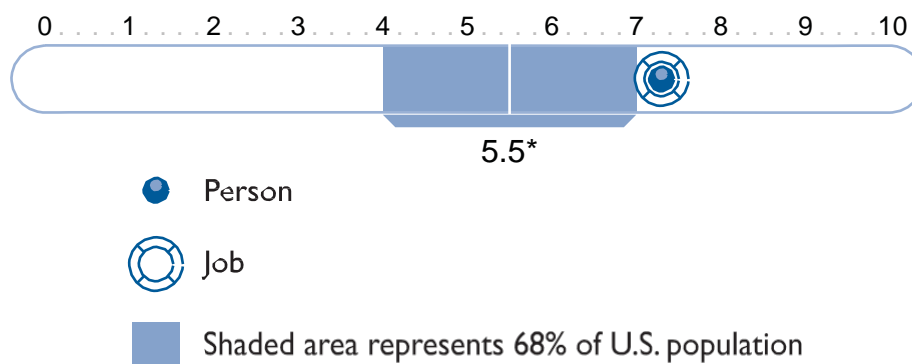 0 . . . . . 1 . . . . . 2 . . . . . 3 . . . . . 4 . . . . . 5 . . . . . 6 . . . . . 7 . . . . . 8 . . . . . 9 . . . . . 10
5.5*
Person
Job
Shaded area represents 68% of U.S. population